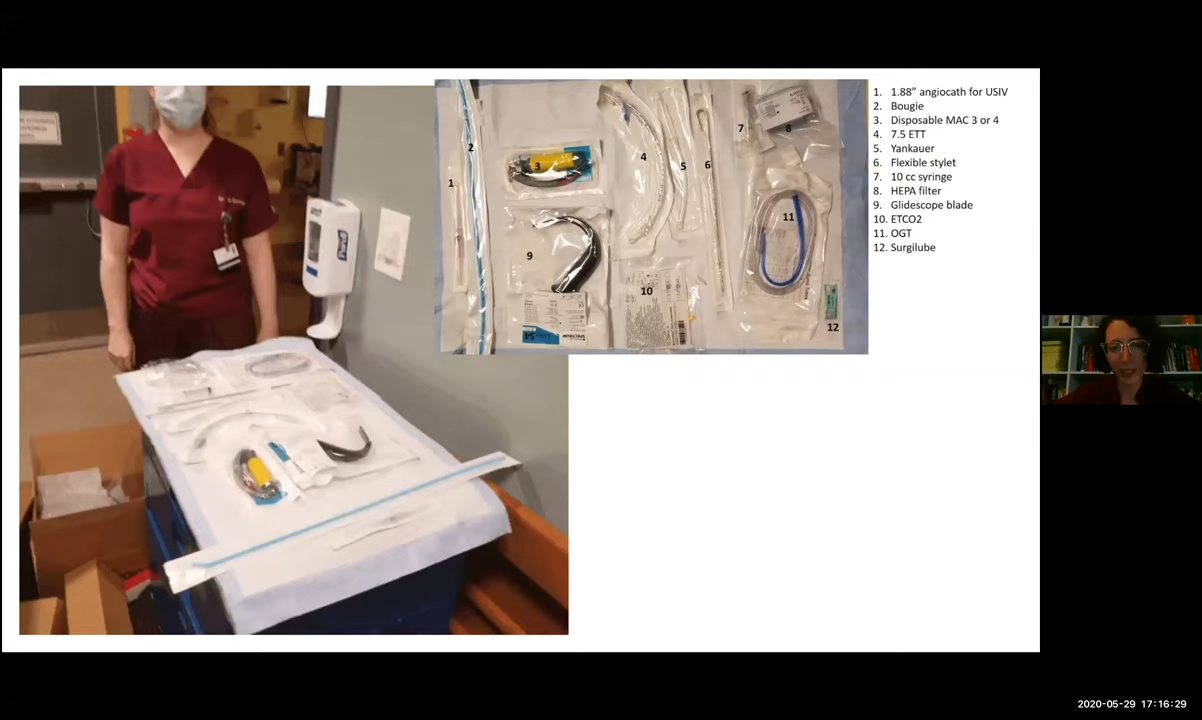 1
2
3
4
5
6
7
8
9
10
11
12
1. 1.88” angiocath for USIV
2. Bougie
3. Disposable MAC 3 or 4
4. 7.5 ETT
5. Yankauer
6. Flexible stylet
7. 10 cc syringe
8. HEPA filter
9. Glidescope blade
10. ETCO2
11. OGT
12. Surgilube
SPECTRUM
S4
PURELL
2020-05-29 17:16:29